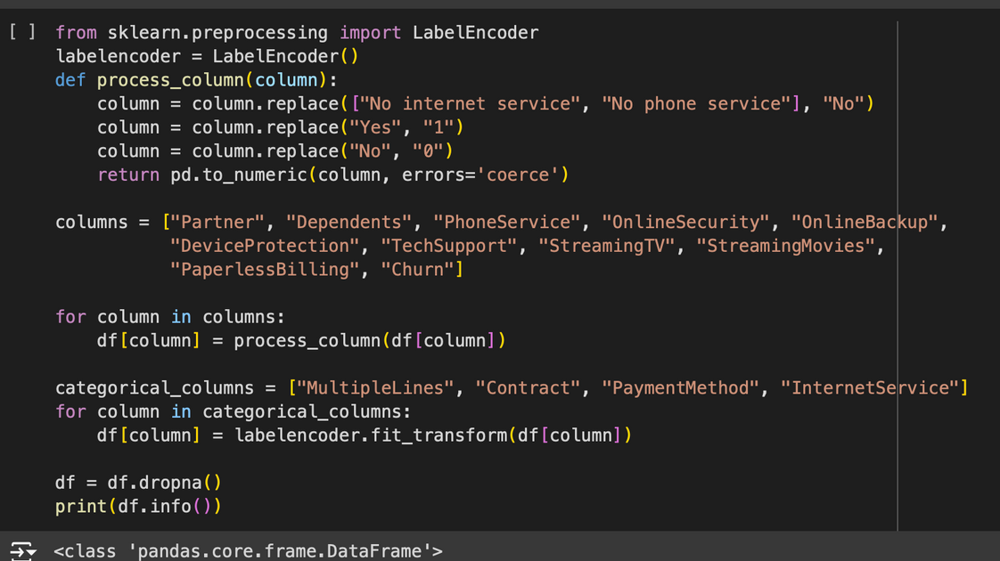 [ ] from sklearn.preprocessing import LabelEncoder
labelencoder = LabelEncoder()
def process_column(column):
    column = column.replace(["No internet service", "No phone service"], "No")
    column = column.replace("Yes", "1")
    column = column.replace("No", "0")
    return pd.to_numeric(column, errors='coerce')

columns = ["Partner", "Dependents", "PhoneService", "OnlineSecurity", "OnlineBackup",
           "DeviceProtection", "TechSupport", "StreamingTV", "StreamingMovies",
           "PaperlessBilling", "Churn"]

for column in columns:
    df[column] = process_column(df[column])

categorical_columns = ["MultipleLines", "Contract", "PaymentMethod", "InternetService"]
for column in categorical_columns:
    df[column] = labelencoder.fit_transform(df[column])

df = df.dropna()
print(df.info())
<class 'pandas.core.frame.DataFrame'>